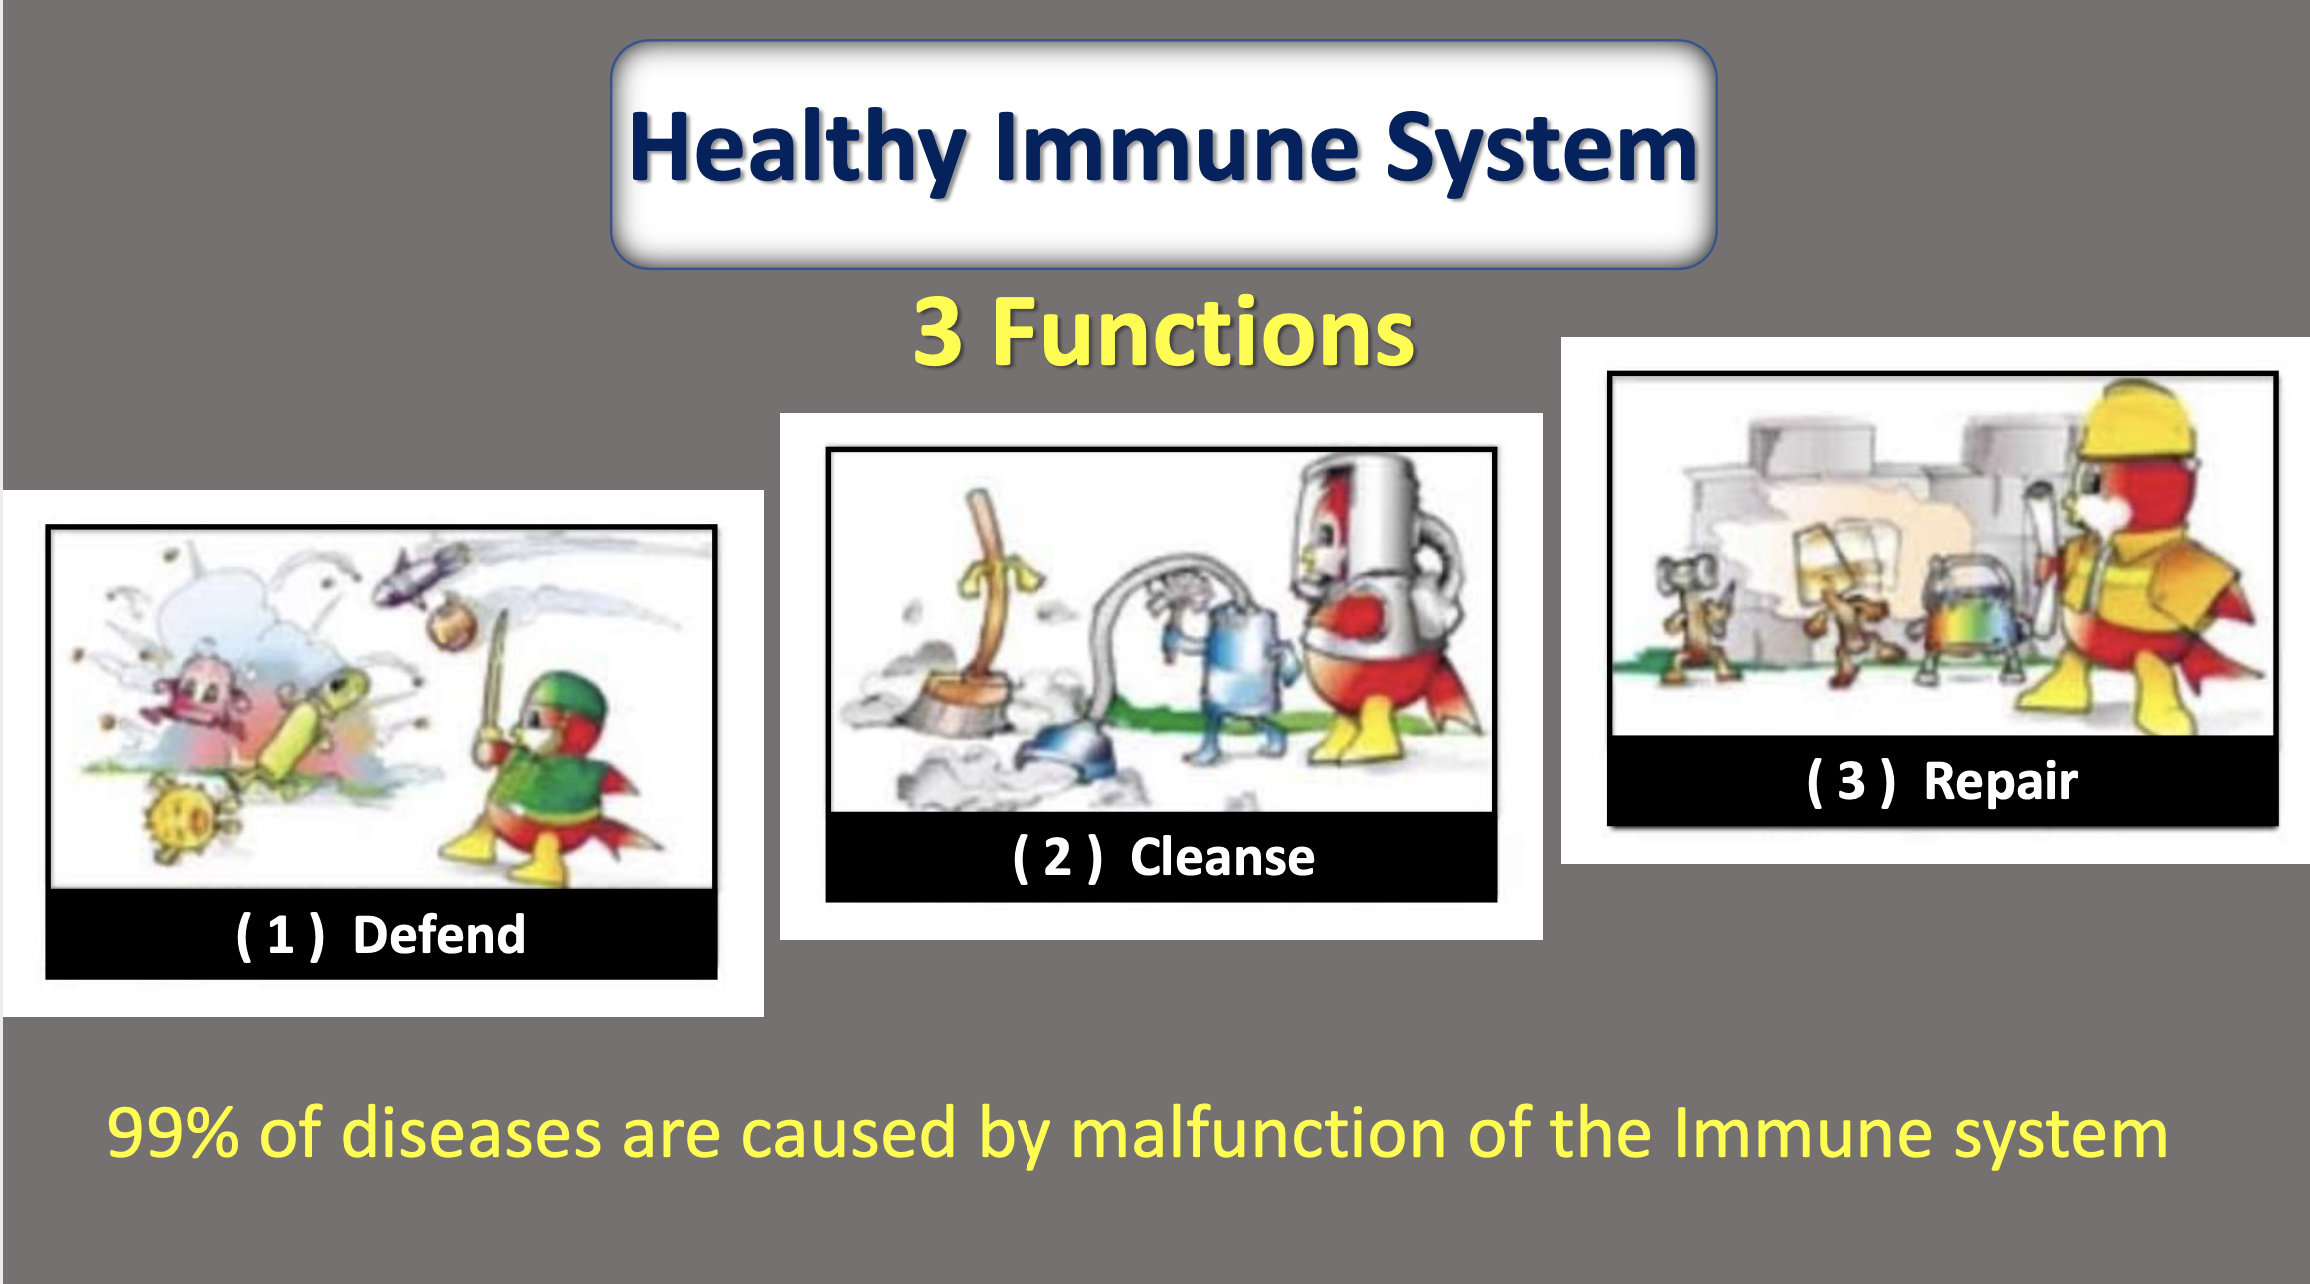 Healthy Immune System
3 Functions
( 1 ) Defend
( 2 ) Cleanse
( 3 ) Repair
99% of diseases are caused by malfunction of the Immune system